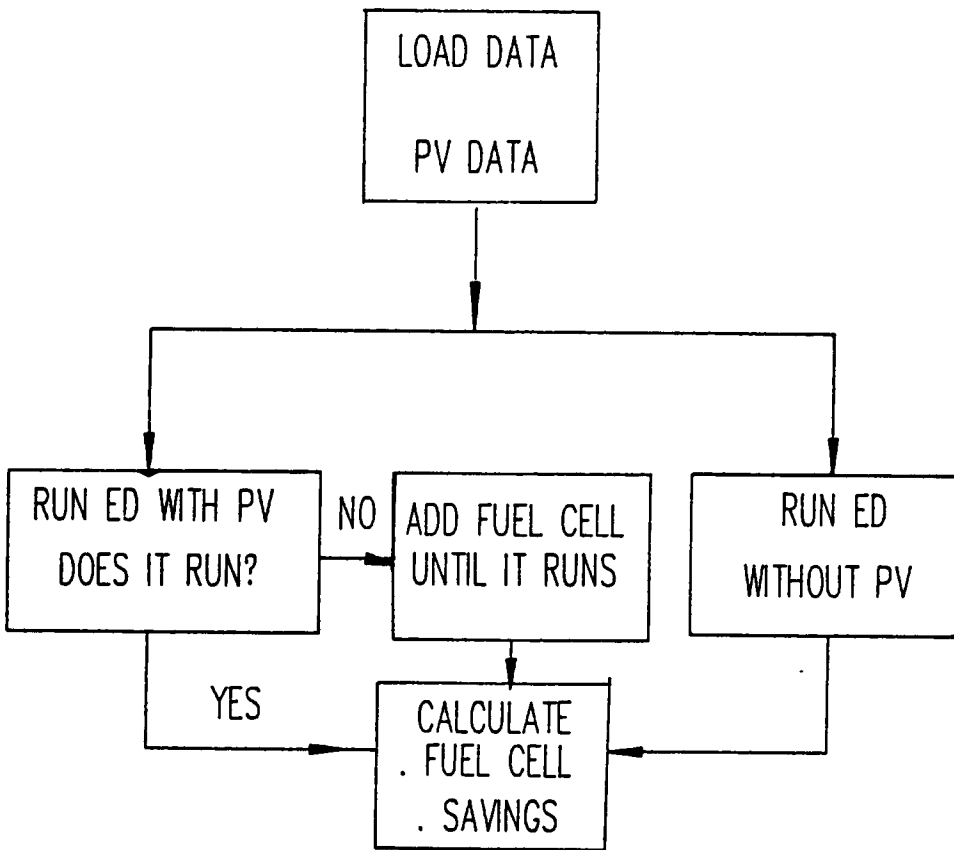 LOAD DATA
PV DATA
RUN ED WITH PV
DOES IT RUN?
NO
ADD FUEL CELL
UNTIL IT RUNS
RUN ED
WITHOUT PV
YES
CALCULATE
. FUEL CELL
. SAVINGS